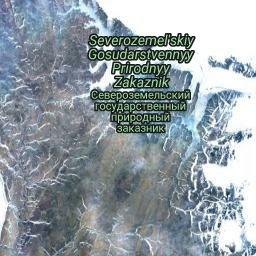 Severozemel'skiy
Gosudarstvennyy
Prirodnyy
Zakaznik
Североземельский
государственный
природный
заказник